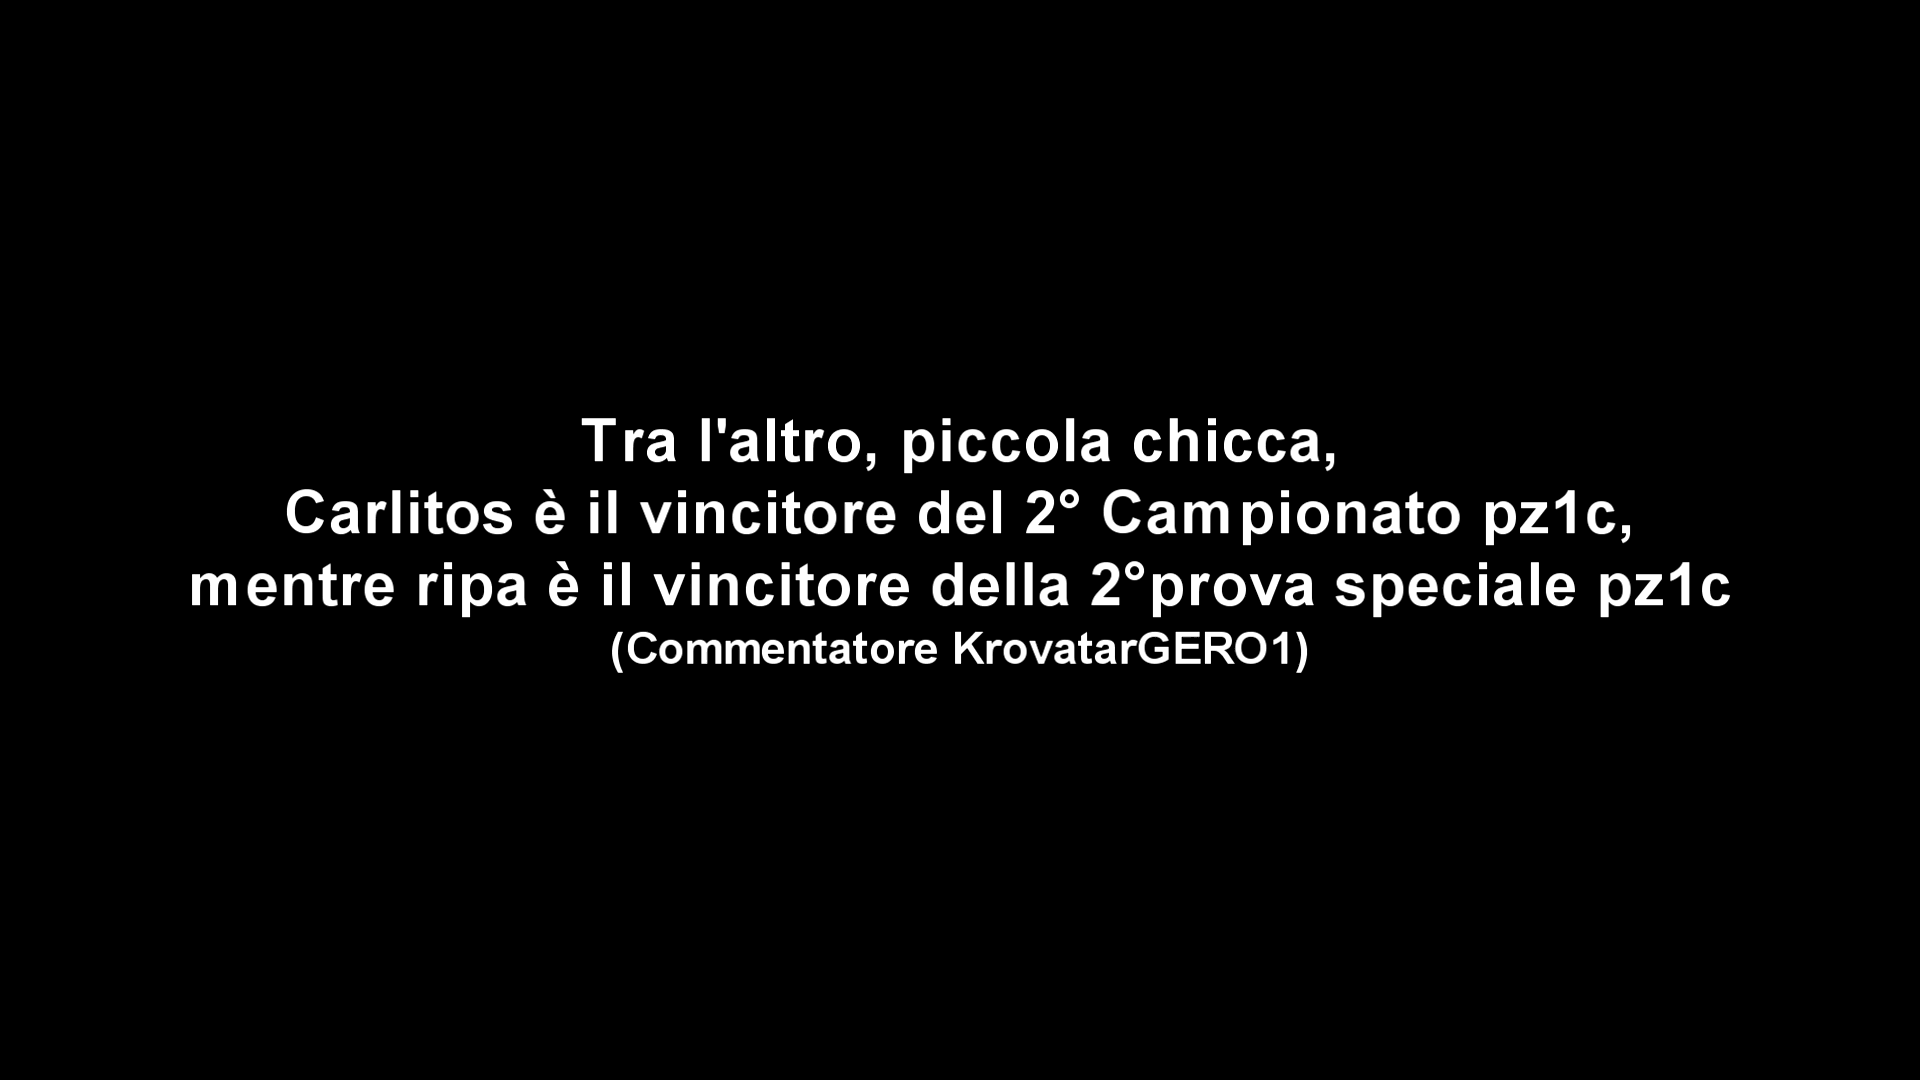 Tra l'altro, piccola chicca,
Carlitos è il vincitore del 2° Campionato pz1c,
mentre ripa è il vincitore della 2°prova speciale pz1c
(Commentatore KrovatarGERO1)